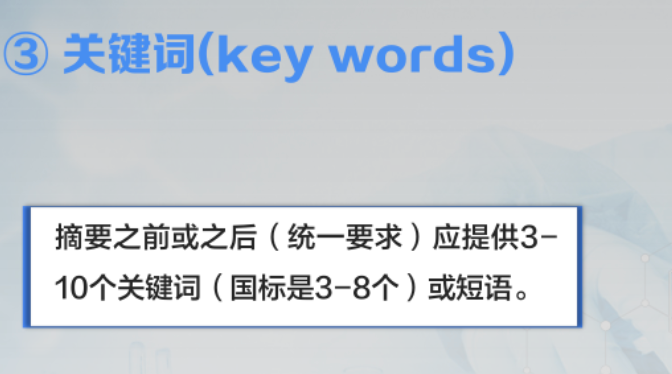 ③ 关键词(key words)
摘要之前或之后（统一要求）应提供3-
10个关键词（国标是3-8个）或短语。